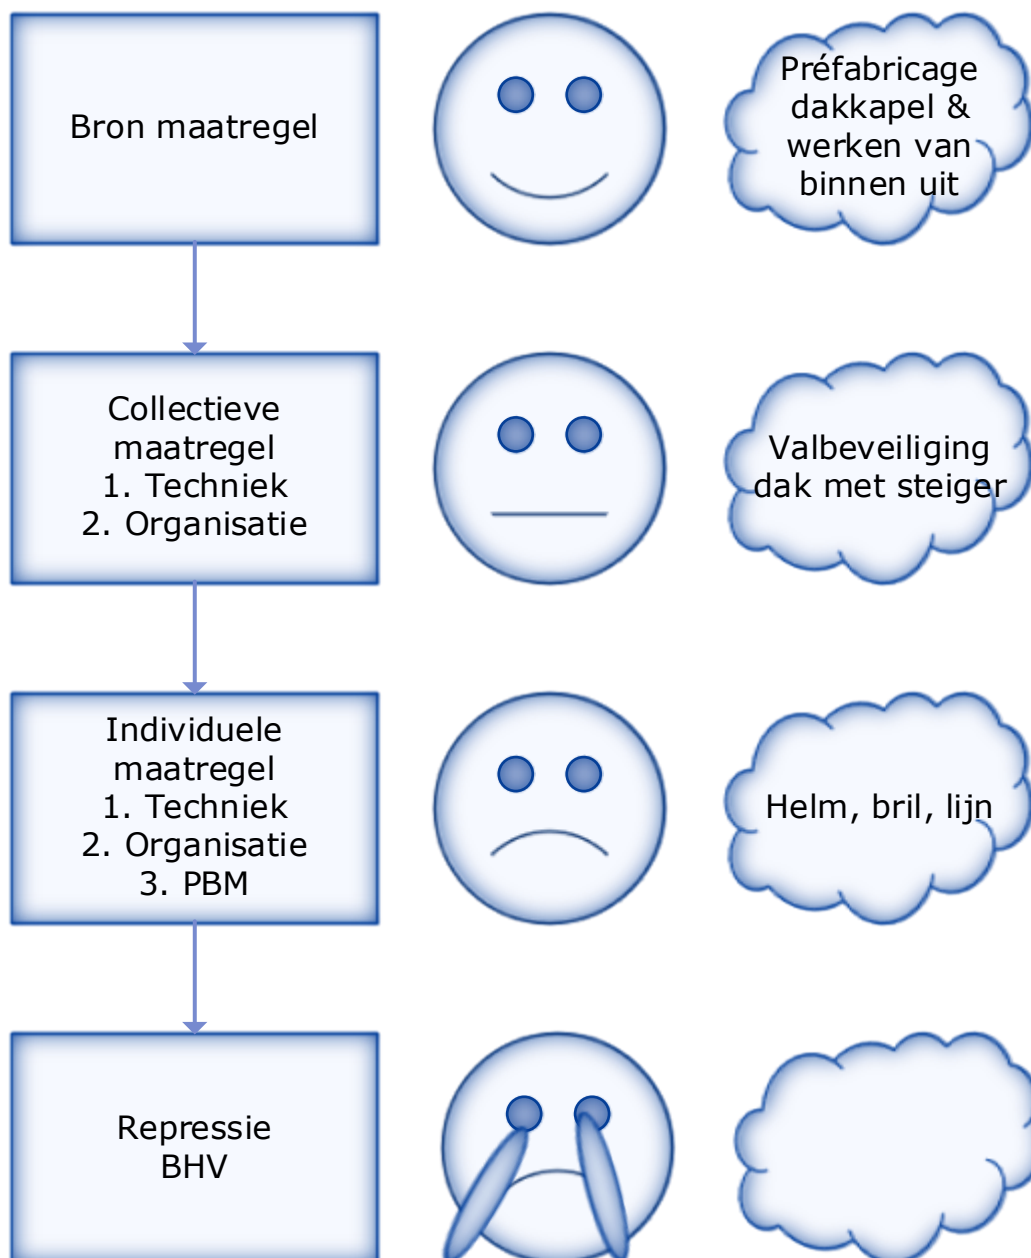 Bron maatregel
Préfabricage
dakkapel &
werken van
binnen uit
Collectieve
maatregel
1. Techniek
2. Organisatie
Valbeveiliging
dak met steiger
Individuele
maatregel
1. Techniek
2. Organisatie
3. PBM
Helm, bril, lijn
Repressie
BHV